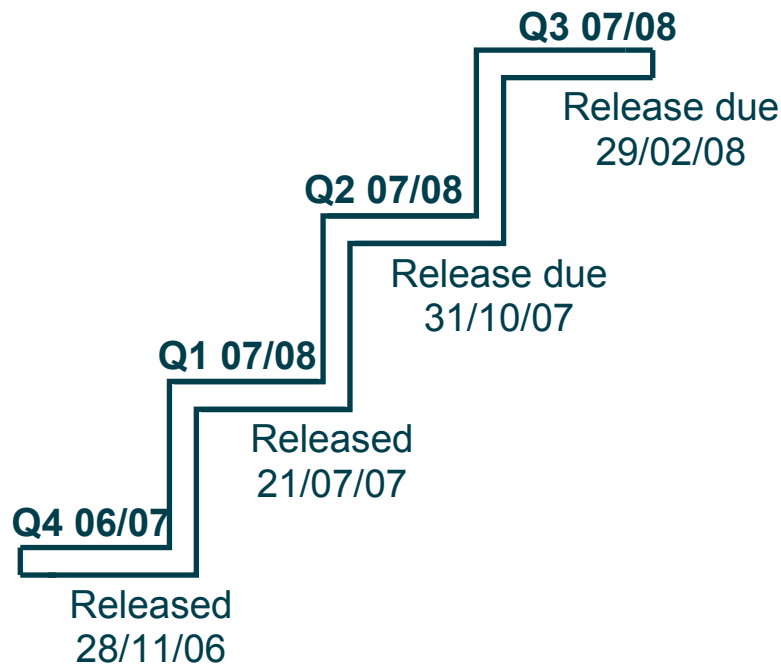 Q3 07/08
Release due
29/02/08
Q2 07/08
Release due
31/10/07
Q1 07/08
Released
21/07/07
Q4 06/07
Released
28/11/06